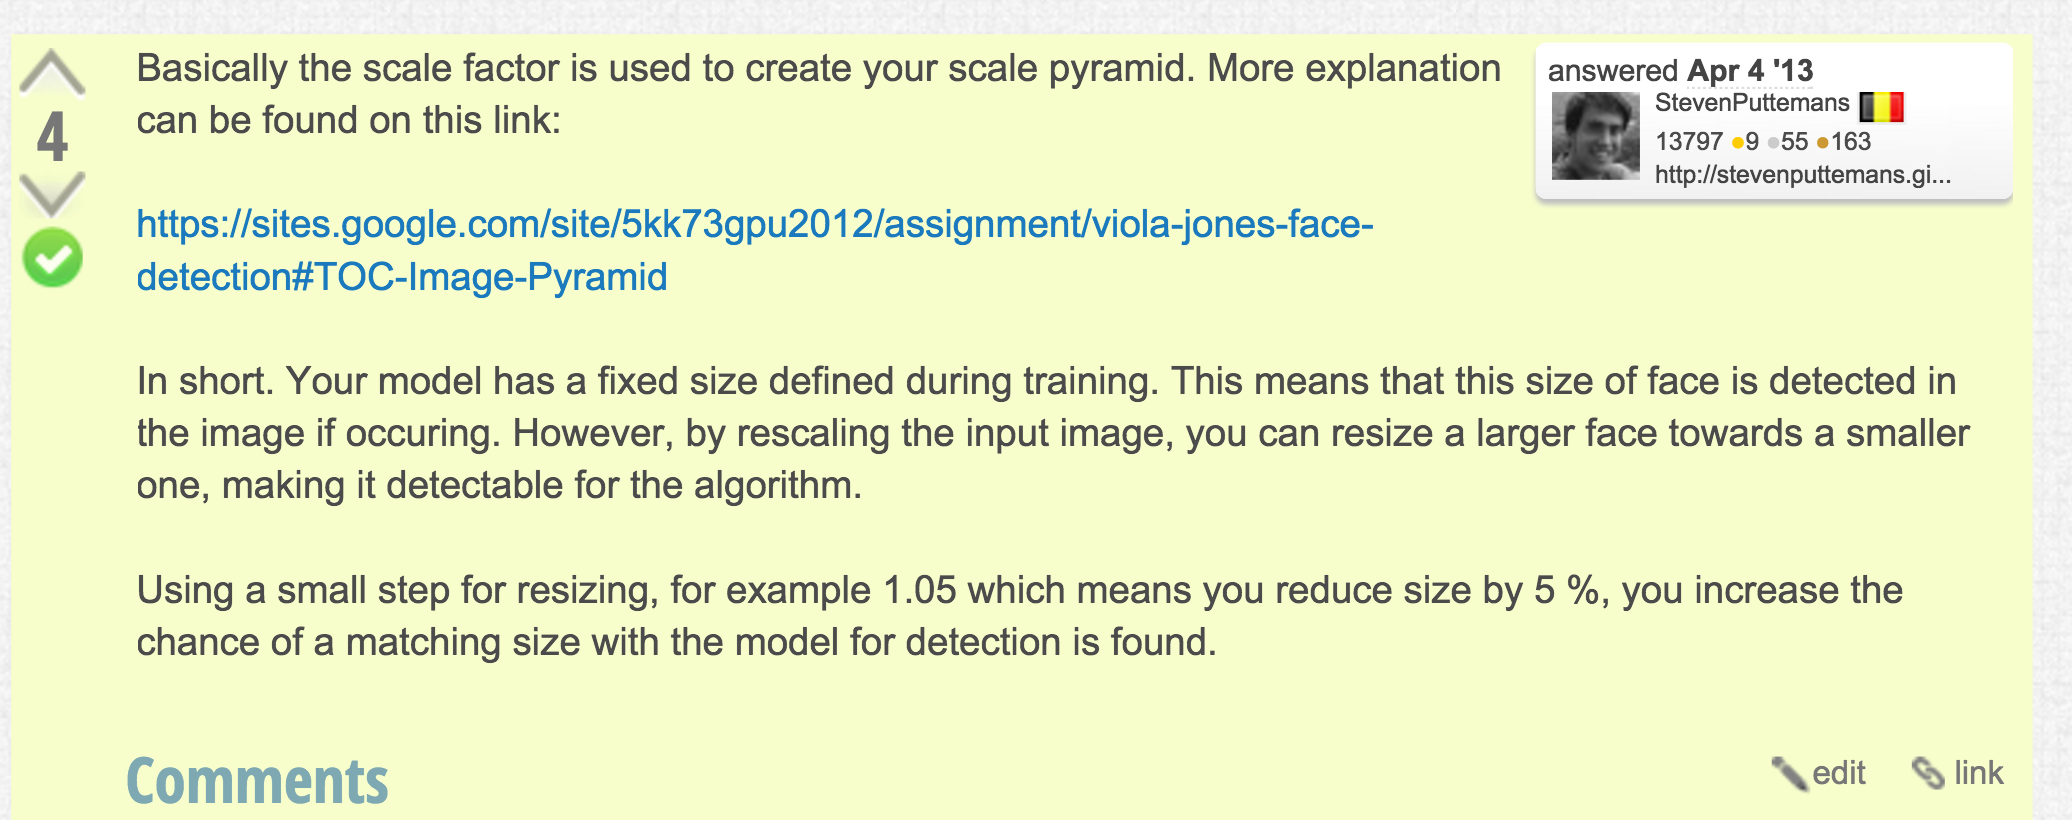 Basically the scale factor is used to create your scale pyramid. More explanation
can be found on this link:
answered Apr 4 '13
StevenPuttemans
13797 ●9 ●55 ●163
http://stevenputtemans.gi...
4
https://sites.google.com/site/5kk73gpu2012/assignment/viola-jones-face-
detection#TOC-Image-Pyramid
In short. Your model has a fixed size defined during training. This means that this size of face is detected in
the image if occuring. However, by rescaling the input image, you can resize a larger face towards a smaller
one, making it detectable for the algorithm.
Using a small step for resizing, for example 1.05 which means you reduce size by 5 %, you increase the
chance of a matching size with the model for detection is found.
Comments
edit link